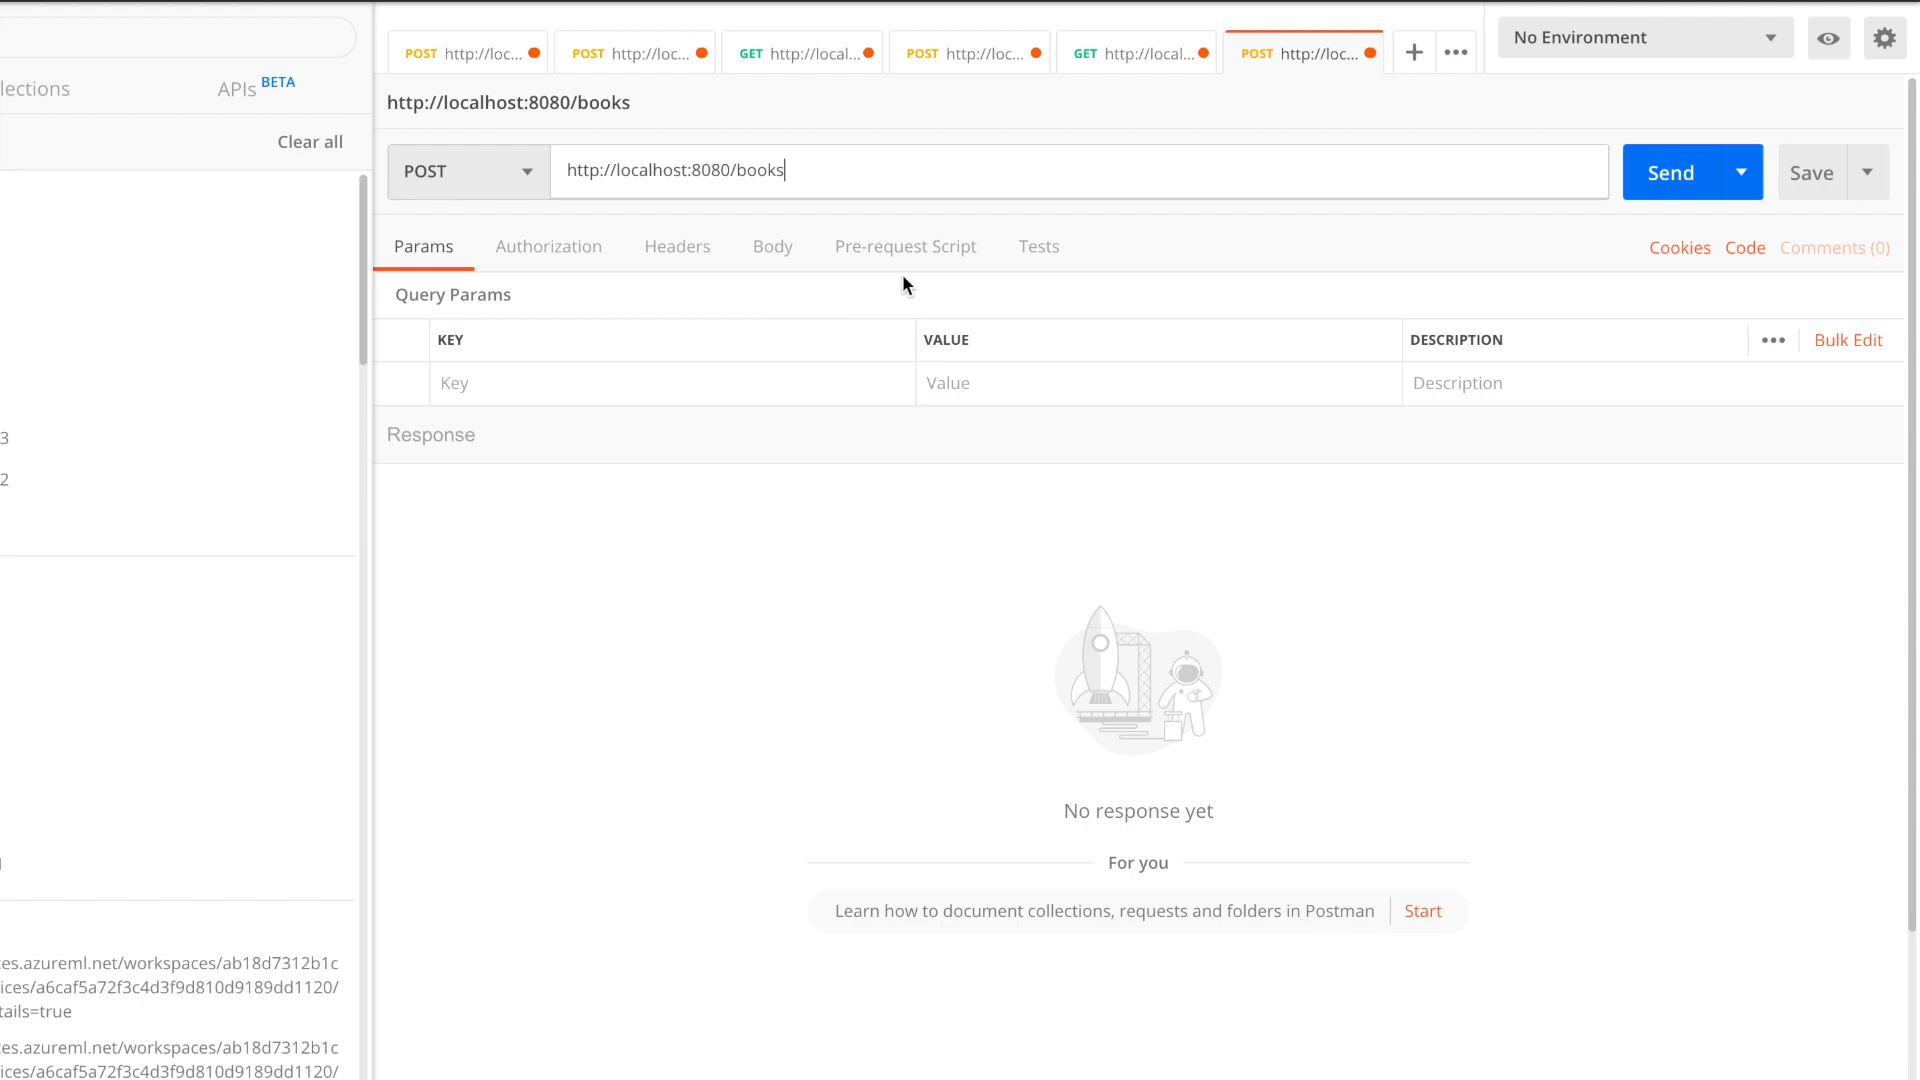 POST http://loc...
POST http://loc...
GET http://local...
POST http://loc...
GET http://local...
POST http://loc...
No Environment
lections
APIs BETA
http://localhost:8080/books
Clear all
POST
http://localhost:8080/books
Send
Save
Params
Authorization
Headers
Body
Pre-request Script
Tests
Cookies
Code
Comments (0)
Query Params
KEY
VALUE
DESCRIPTION
Bulk Edit
Key
Value
Description
Response
3
2
No response yet
For you
Learn how to document collections, requests and folders in Postman
Start
es.azureml.net/workspaces/ab18d7312b1c
ices/a6caf5a72f3c4d3f9d810d9189dd1120/
tails=true
es.azureml.net/workspaces/ab18d7312b1c
ices/a6caf5a72f3c4d3f9d810d9189dd1120/